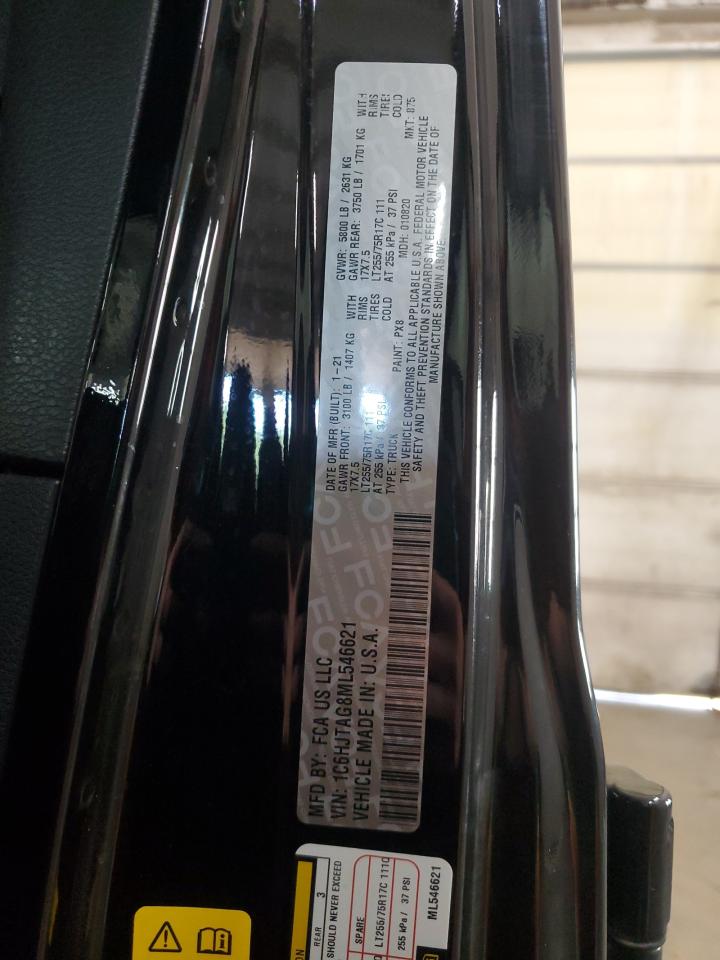 MFD BY: FCA US LLC
VIN: 1C6HJTAG8ML546621
VEHICLE MADE IN: U.S.A.
DATE OF MFR (BUILT): 1-21 GVWR: 5800 LB / 2631 KG
GAWR FRONT: 3100 LB / 1407 KG WITH GAWR REAR: 3750 LB / 1701 KG WITH
17X7.5 RIMS 17X7.5 RIMS
LT255/75R17C 111 TIRES LT255/75R17C 111 TIRES
AT 255 kPa / 37 PSI COLD AT 255 kPa / 37 PSI COLD
TYPE: TRUCK PAINT: PX8 MDH: 010820 MKT: 875
THIS VEHICLE CONFORMS TO ALL APPLICABLE U.S.A. FEDERAL MOTOR VEHICLE
SAFETY AND THEFT PREVENTION STANDARDS IN EFFECT ON THE DATE OF
MANUFACTURE SHOWN ABOVE.
REAR 3
SHOULD NEVER EXCEED
SPARE
LT255/75R17C 111C
255 kPa / 37 PSI
ML546621